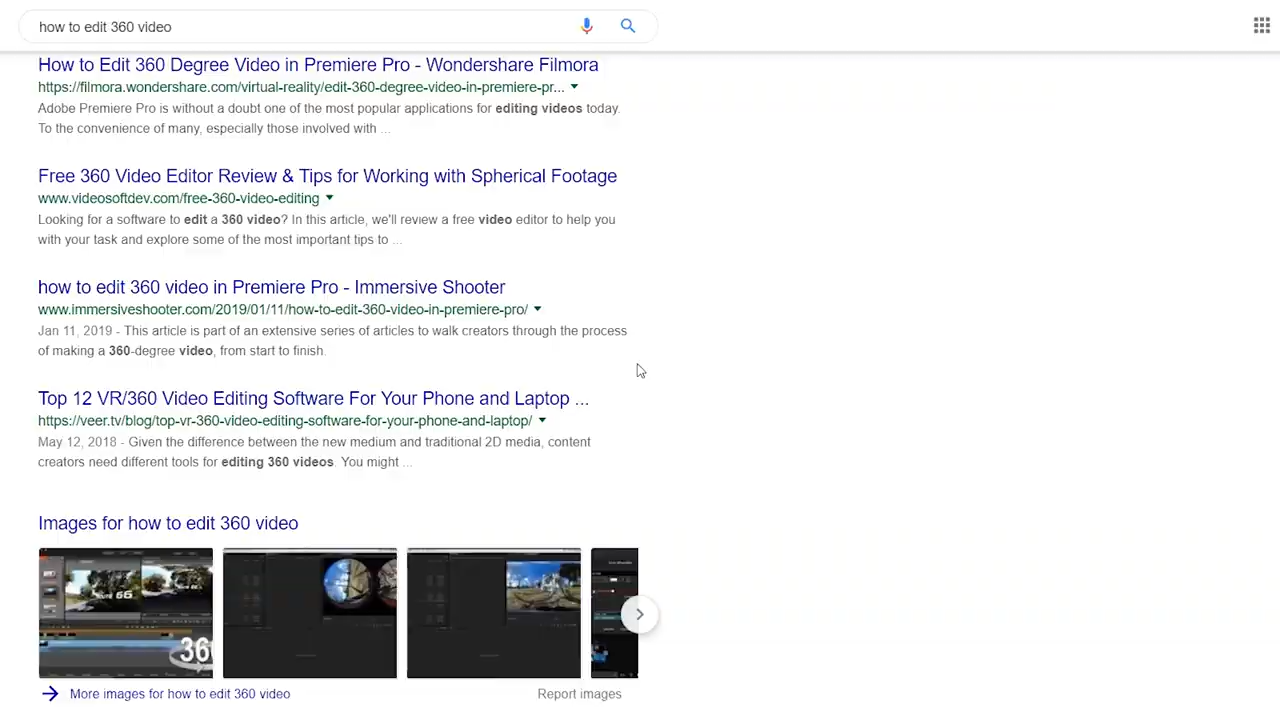 how to edit 360 video
How to Edit 360 Degree Video in Premiere Pro - Wondershare Filmora
https://filmora.wondershare.com/virtual-reality/edit-360-degree-video-in-premiere-pr...
Adobe Premiere Pro is without a doubt one of the most popular applications for editing videos today.
To the convenience of many, especially those involved with ...
Free 360 Video Editor Review & Tips for Working with Spherical Footage
www.videosoftdev.com/free-360-video-editing
Looking for a software to edit a 360 video? In this article, we'll review a free video editor to help you
with your task and explore some of the most important tips to ...
how to edit 360 video in Premiere Pro - Immersive Shooter
www.immersiveshooter.com/2019/01/11/how-to-edit-360-video-in-premiere-pro/
Jan 11, 2019 - This article is part of an extensive series of articles to walk creators through the process
of making a 360-degree video, from start to finish.
Top 12 VR/360 Video Editing Software For Your Phone and Laptop ...
https://veer.tv/blog/top-vr-360-video-editing-software-for-your-phone-and-laptop/
May 12, 2018 - Given the difference between the new medium and traditional 2D media, content
creators need different tools for editing 360 videos. You might ...
Images for how to edit 360 video
360
More images for how to edit 360 video
Report images